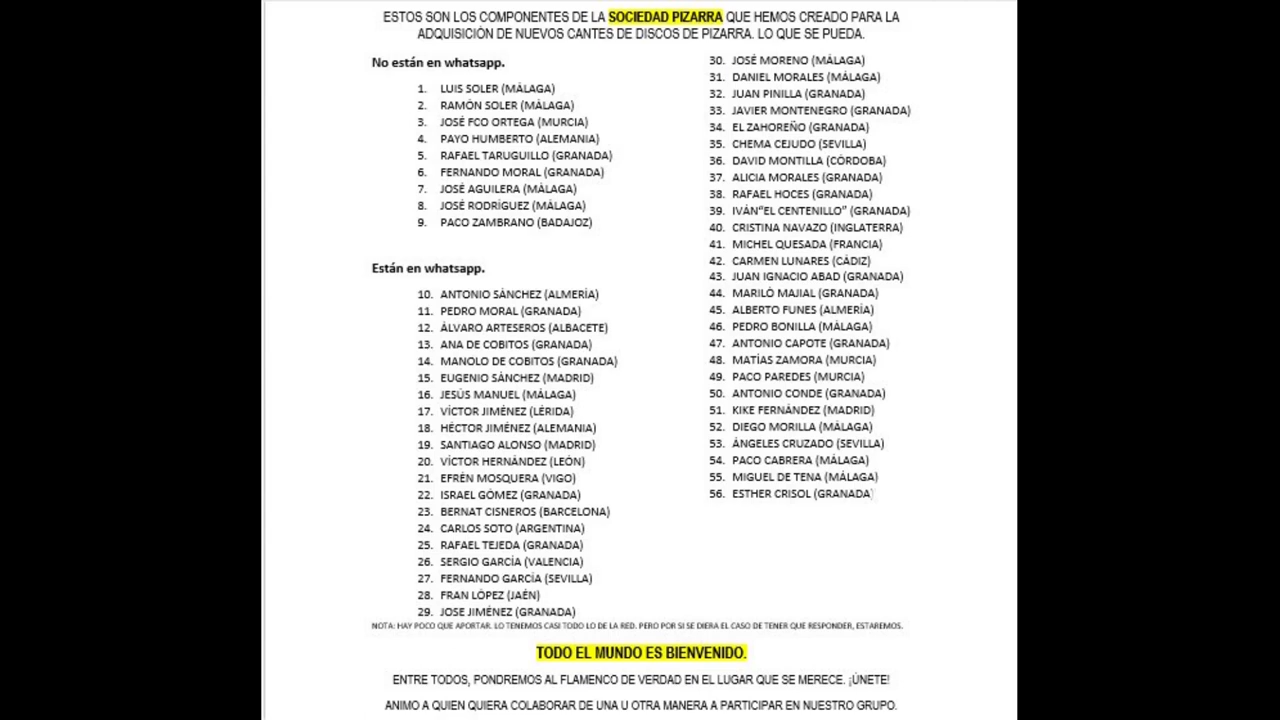 ESTOS SON LOS COMPONENTES DE LA SOCIEDAD PIZARRA QUE HEMOS CREADO PARA LA
ADQUISICIÓN DE NUEVOS CANTES DE DISCOS DE PIZARRA. LO QUE SE PUEDA.
No están en whatsapp.
1. LUIS SOLER (MÁLAGA)
2. RAMÓN SOLER (MÁLAGA)
3. JOSÉ FCO ORTEGA (MURCIA)
4. PAYO HUMBERTO (ALEMANIA)
5. RAFAEL TARUGUILLO (GRANADA)
6. FERNANDO MORAL (GRANADA)
7. JOSÉ AGUILERA (MÁLAGA)
8. JOSÉ RODRÍGUEZ (MÁLAGA)
9. PACO ZAMBRANO (BADAJOZ)
Están en whatsapp.
10. ANTONIO SÁNCHEZ (ALMERÍA)
11. PEDRO MORAL (GRANADA)
12. ÁLVARO ARTESEROS (ALBACETE)
13. ANA DE COBITOS (GRANADA)
14. MANOLO DE COBITOS (GRANADA)
15. EUGENIO SÁNCHEZ (MADRID)
16. JESÚS MANUEL (MÁLAGA)
17. VÍCTOR JIMÉNEZ (LÉRIDA)
18. HÉCTOR JIMÉNEZ (ALEMANIA)
19. SANTIAGO ALONSO (MADRID)
20. VÍCTOR HERNÁNDEZ (LEÓN)
21. EFRÉN MOSQUERA (VIGO)
22. ISRAEL GÓMEZ (GRANADA)
23. BERNAT CISNEROS (BARCELONA)
24. CARLOS SOTO (ARGENTINA)
25. RAFAEL TEJEDA (GRANADA)
26. SERGIO GARCÍA (VALENCIA)
27. FERNANDO GARCÍA (SEVILLA)
28. FRAN LÓPEZ (JAÉN)
29. JOSE JIMÉNEZ (GRANADA)
30. JOSÉ MORENO (MÁLAGA)
31. DANIEL MORALES (MÁLAGA)
32. JUAN PINILLA (GRANADA)
33. JAVIER MONTENEGRO (GRANADA)
34. EL ZAHOREÑO (GRANADA)
35. CHEMA CEJUDO (SEVILLA)
36. DAVID MONTILLA (CÓRDOBA)
37. ALICIA MORALES (GRANADA)
38. RAFAEL HOCES (GRANADA)
39. IVÁN“EL CENTENILLO” (GRANADA)
40. CRISTINA NAVAZO (INGLATERRA)
41. MICHEL QUESADA (FRANCIA)
42. CARMEN LUNARES (CÁDIZ)
43. JUAN IGNACIO ABAD (GRANADA)
44. MARILÓ MAJIAL (GRANADA)
45. ALBERTO FUNES (ALMERÍA)
46. PEDRO BONILLA (MÁLAGA)
47. ANTONIO CAPOTE (GRANADA)
48. MATÍAS ZAMORA (MURCIA)
49. PACO PAREDES (MURCIA)
50. ANTONIO CONDE (GRANADA)
51. KIKE FERNÁNDEZ (MADRID)
52. DIEGO MORILLA (MÁLAGA)
53. ÁNGELES CRUZADO (SEVILLA)
54. PACO CABRERA (MÁLAGA)
55. MIGUEL DE TENA (MÁLAGA)
56. ESTHER CRISOL (GRANADA)
NOTA: HAY POCO QUE APORTAR. LO TENEMOS CASI TODO LO DE LA RED. PERO POR SI SE DIERA EL CASO DE TENER QUE RESPONDER, ESTAREMOS.
TODO EL MUNDO ES BIENVENIDO.
ENTRE TODOS, PONDREMOS AL FLAMENCO DE VERDAD EN EL LUGAR QUE SE MERECE. ¡ÚNETE!
ANIMO A QUIEN QUIERA COLABORAR DE UNA U OTRA MANERA A PARTICIPAR EN NUESTRO GRUPO.